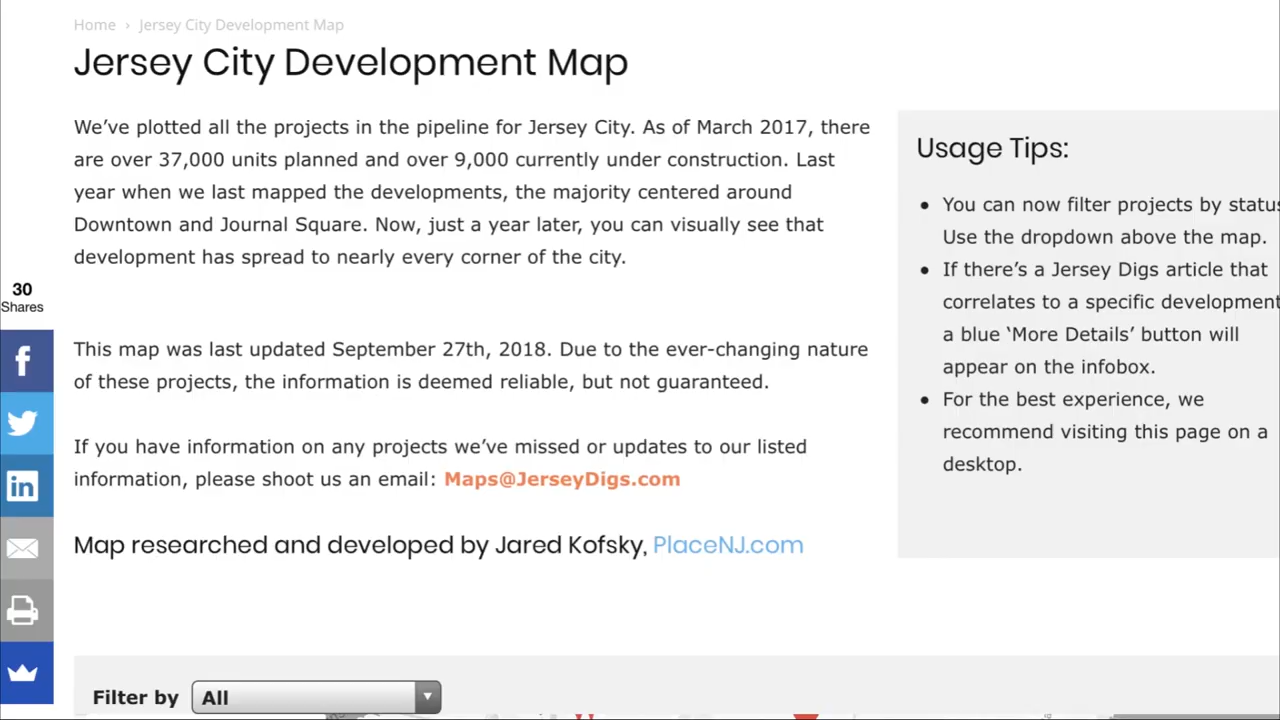 Home › Jersey City Development Map
Jersey City Development Map
We’ve plotted all the projects in the pipeline for Jersey City. As of March 2017, there
are over 37,000 units planned and over 9,000 currently under construction. Last
year when we last mapped the developments, the majority centered around
Downtown and Journal Square. Now, just a year later, you can visually see that
development has spread to nearly every corner of the city.
30
Shares
This map was last updated September 27th, 2018. Due to the ever-changing nature
of these projects, the information is deemed reliable, but not guaranteed.
If you have information on any projects we’ve missed or updates to our listed
information, please shoot us an email: Maps@JerseyDigs.com
Map researched and developed by Jared Kofsky, PlaceNJ.com
Usage Tips:
• You can now filter projects by status
Use the dropdown above the map.
• If there’s a Jersey Digs article that
correlates to a specific development
a blue ‘More Details’ button will
appear on the infobox.
• For the best experience, we
recommend visiting this page on a
desktop.
Filter by All